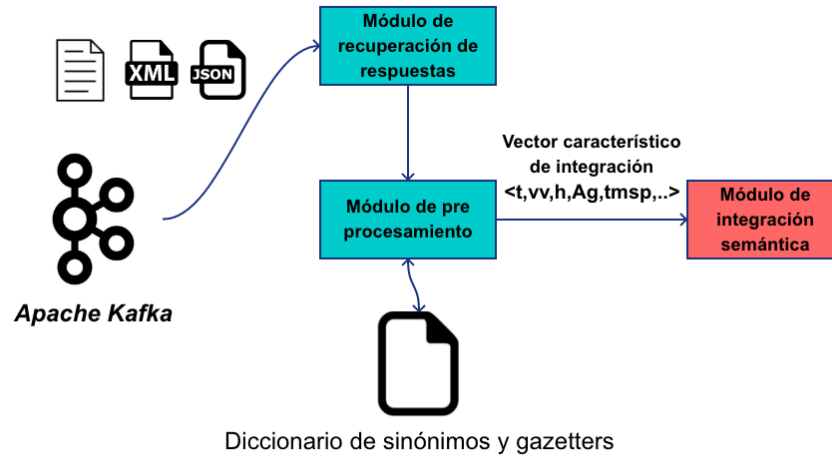 Módulo de
recuperación de
respuestas
XML
JSON
Vector característico
de integración
<t,vv,h,Ag,tmsp,..>
Módulo de pre
procesamiento
Módulo de
integración
semántica
Apache Kafka
Diccionario de sinónimos y gazetters